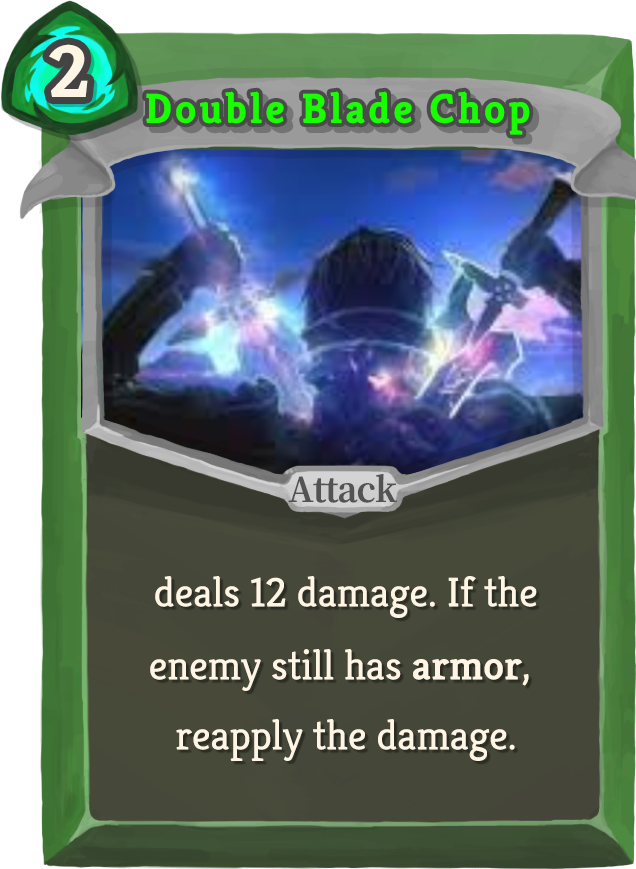 2
Double Blade Chop
Attack
deals 12 damage. If the
enemy still has armor,
reapply the damage.